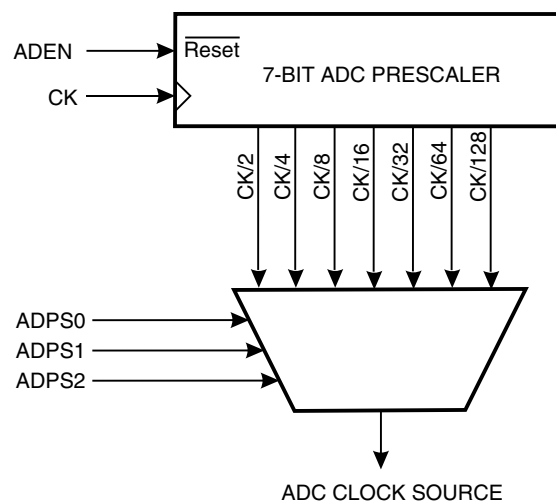 ADEN
Reset
7-BIT ADC PRESCALER
CK
CK/2
CK/4
CK/8
CK/16
CK/32
CK/64
CK/128
ADPS0
ADPS1
ADPS2
ADC CLOCK SOURCE